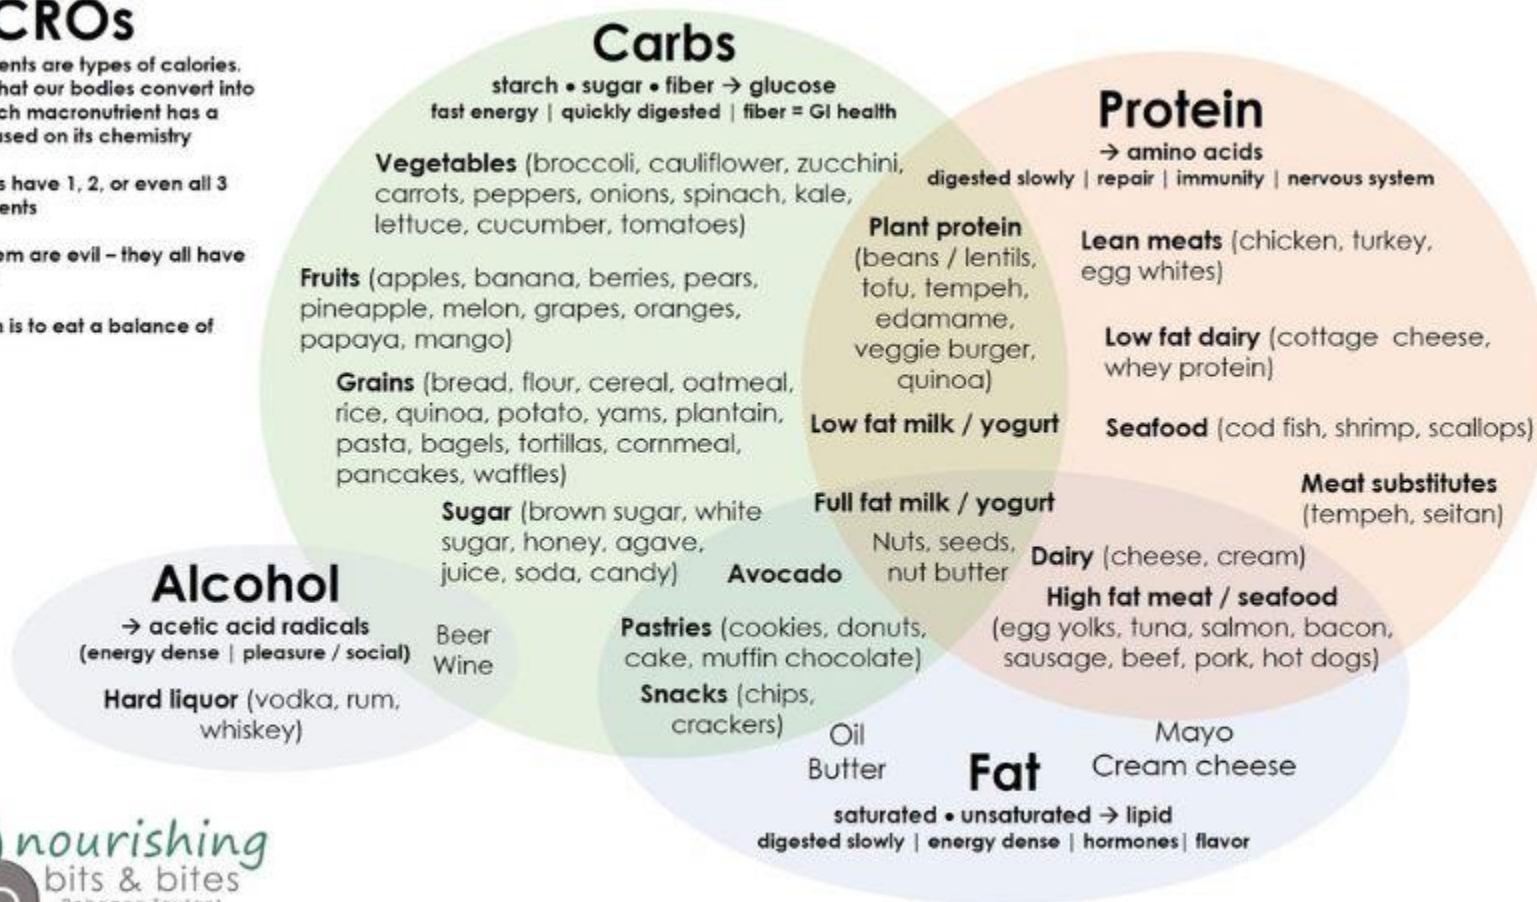 CROs
ents are types of calories.
hat our bodies convert into
ch macronutrient has a
sed on its chemistry
s have 1, 2, or even all 3
ents
em are evil – they all have
is to eat a balance of
Carbs
starch • sugar • fiber → glucose
fast energy | quickly digested | fiber = GI health
Vegetables (broccoli, cauliflower, zucchini,
carrots, peppers, onions, spinach, kale,
lettuce, cucumber, tomatoes)
Fruits (apples, banana, berries, pears,
pineapple, melon, grapes, oranges,
papaya, mango)
Grains (bread, flour, cereal, oatmeal,
rice, quinoa, potato, yams, plantain,
pasta, bagels, tortillas, cornmeal,
pancakes, waffles)
Sugar (brown sugar, white
sugar, honey, agave,
juice, soda, candy)
Protein
→ amino acids
digested slowly | repair | immunity | nervous system
Plant protein
(beans / lentils,
tofu, tempeh,
edamame,
veggie burger,
quinoa)
Low fat milk / yogurt
Lean meats (chicken, turkey,
egg whites)
Low fat dairy (cottage cheese,
whey protein)
Seafood (cod fish, shrimp, scallops)
Meat substitutes
(tempeh, seitan)
Full fat milk / yogurt
Nuts, seeds,
nut butter
Avocado
Dairy (cheese, cream)
High fat meat / seafood
(egg yolks, tuna, salmon, bacon,
sausage, beef, pork, hot dogs)
Pastries (cookies, donuts,
cake, muffin chocolate)
Snacks (chips,
crackers)
Alcohol
→ acetic acid radicals
(energy dense | pleasure / social)
Hard liquor (vodka, rum,
whiskey)
Beer
Wine
Oil
Butter
Mayo
Cream cheese
Fat
saturated • unsaturated → lipid
digested slowly | energy dense | hormones | flavor
nourishing
bits & bites